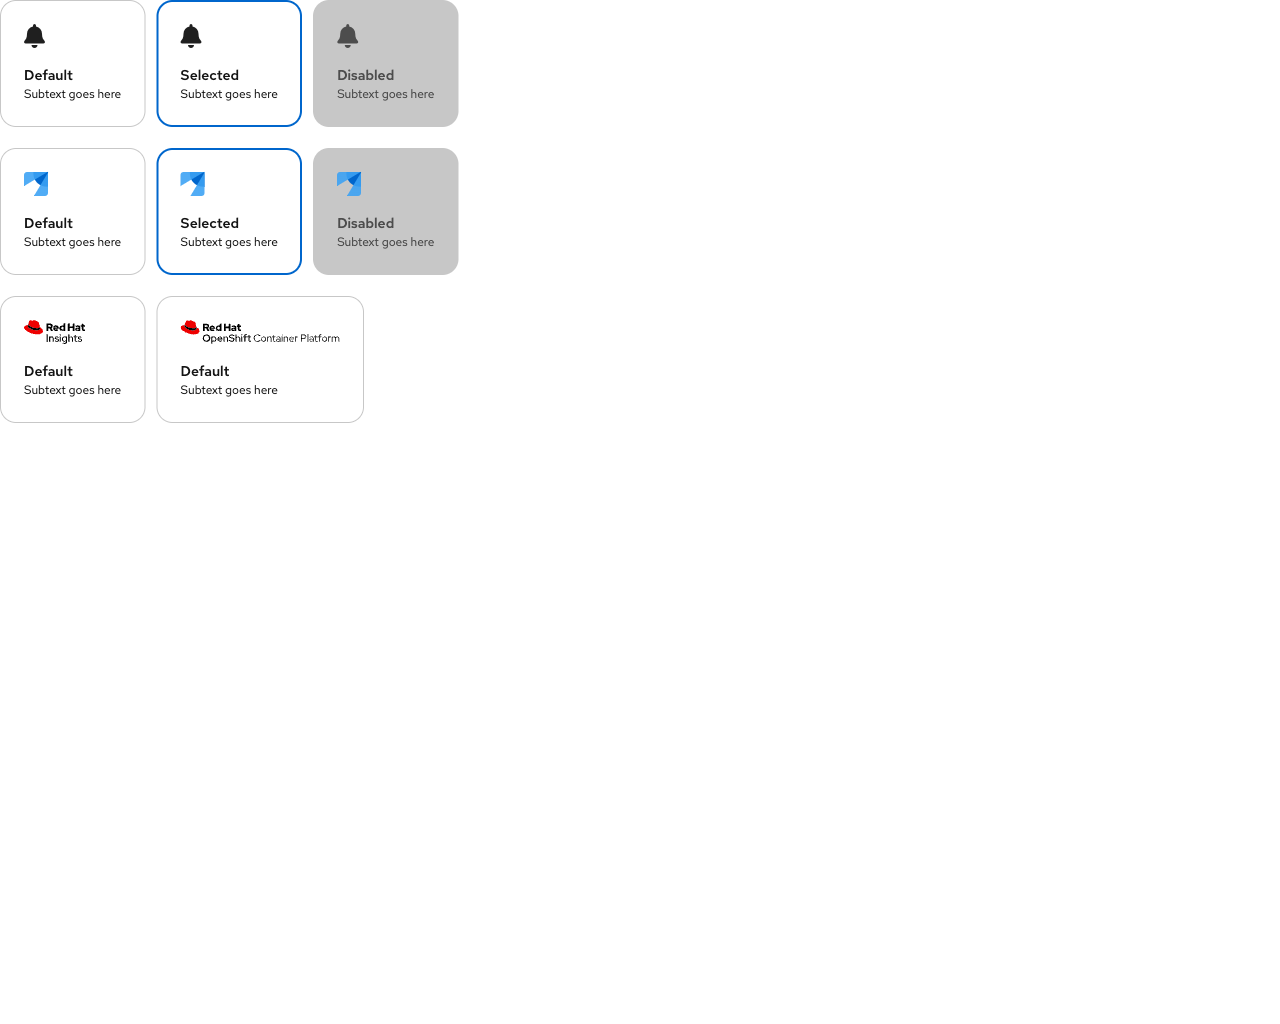 Default
Subtext goes here
Selected
Subtext goes here
Disabled
Subtext goes here
Default
Subtext goes here
Selected
Subtext goes here
Disabled
Subtext goes here
Red Hat
Insights
Default
Subtext goes here
Red Hat
OpenShift Container Platform
Default
Subtext goes here